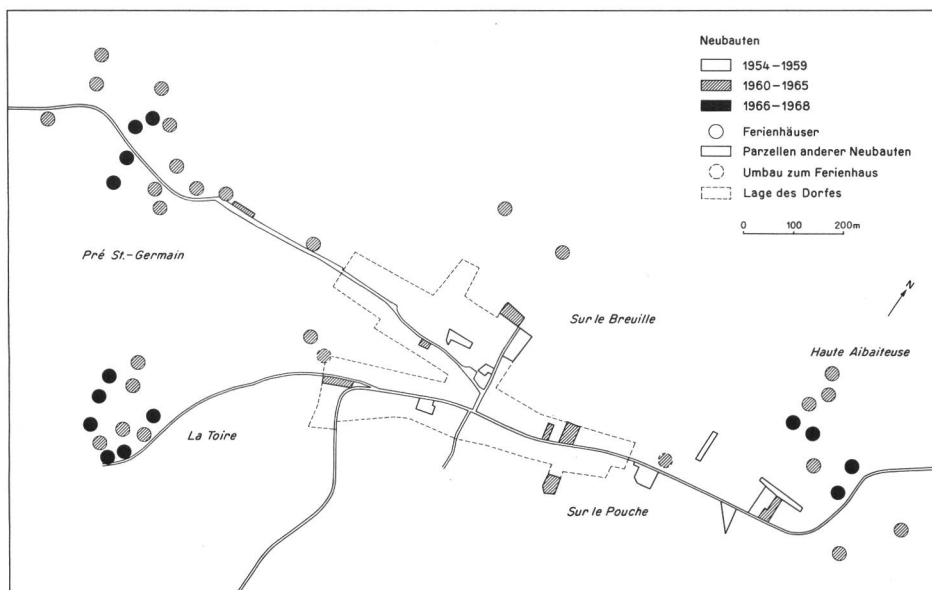 Neubauten
1954–1959
1960–1965
1966–1968
Ferienhäuser
Parzellen anderer Neubauten
Umbau zum Ferienhaus
Lage des Dorfes
0 100 200m
N
Pré St.-Germain
Sur le Breuille
Haute Aibaiteuse
La Toire
Sur le Pouche